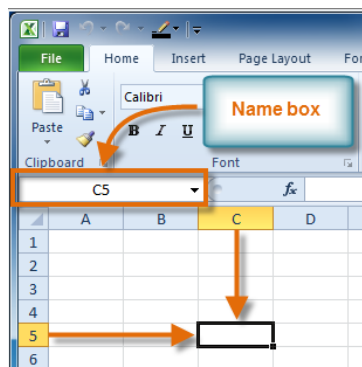 File Home Insert Page Layout For
Calibri
Name box
Paste
B I U
Clipboard Font
C5 fx
A B C D
1
2
3
4
5
6